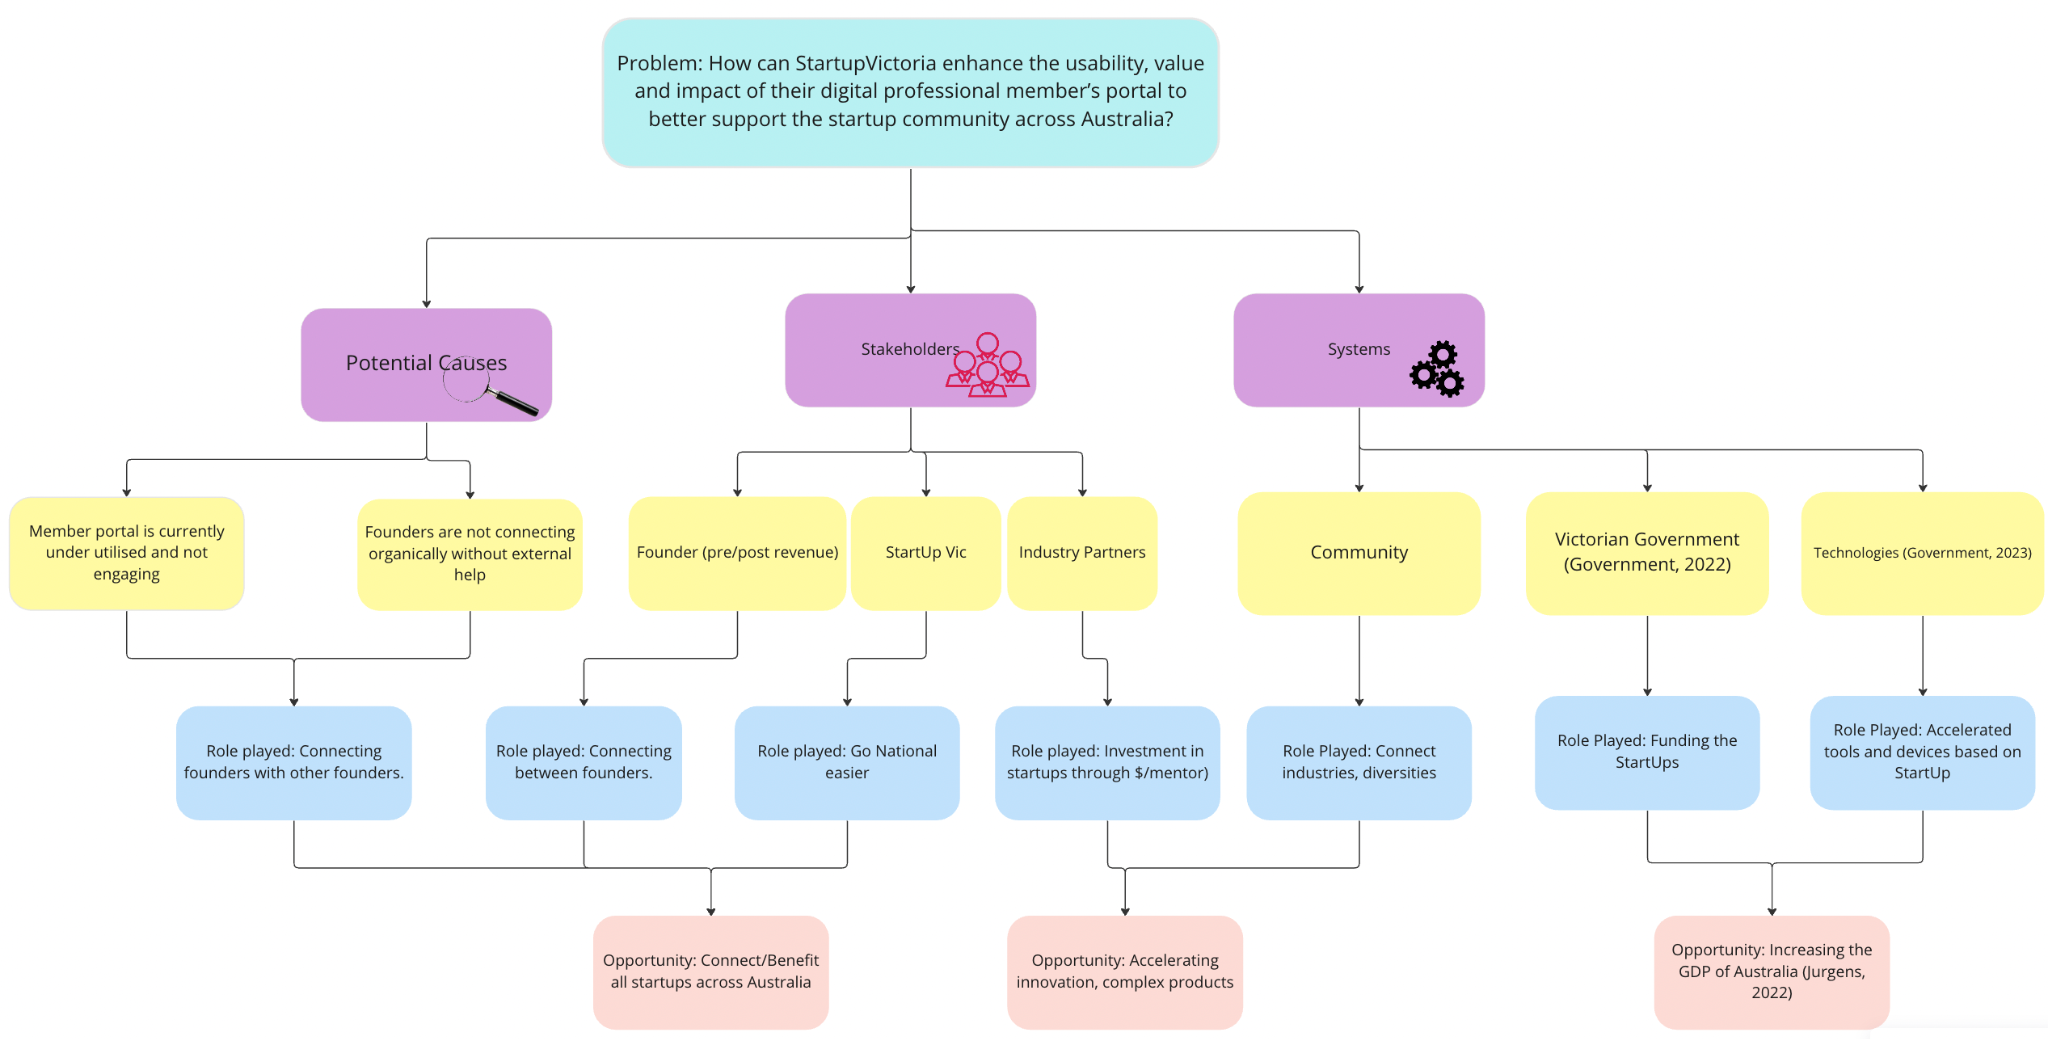 Problem: How can StartupVictoria enhance the usability, value
and impact of their digital professional member's portal to
better support the startup community across Australia?
Potential Causes
Stakeholders
Systems
Member portal is currently
under utilised and not
engaging
Founders are not connecting
organically without external
help
Founder (pre/post revenue)
StartUp Vic
Industry Partners
Community
Victorian Government
(Government, 2022)
Technologies (Government, 2023)
Role played: Connecting
founders with other founders.
Role played: Connecting
between founders.
Role played: Go National
easier
Role played: Investment in
startups through $/mentor)
Role Played: Connect
industries, diversities
Role Played: Funding the
StartUps
Role Played: Accelerated
tools and devices based on
StartUp
Opportunity: Connect/Benefit
all startups across Australia
Opportunity: Accelerating
innovation, complex products
Opportunity: Increasing the
GDP of Australia (Jurgens,
2022)